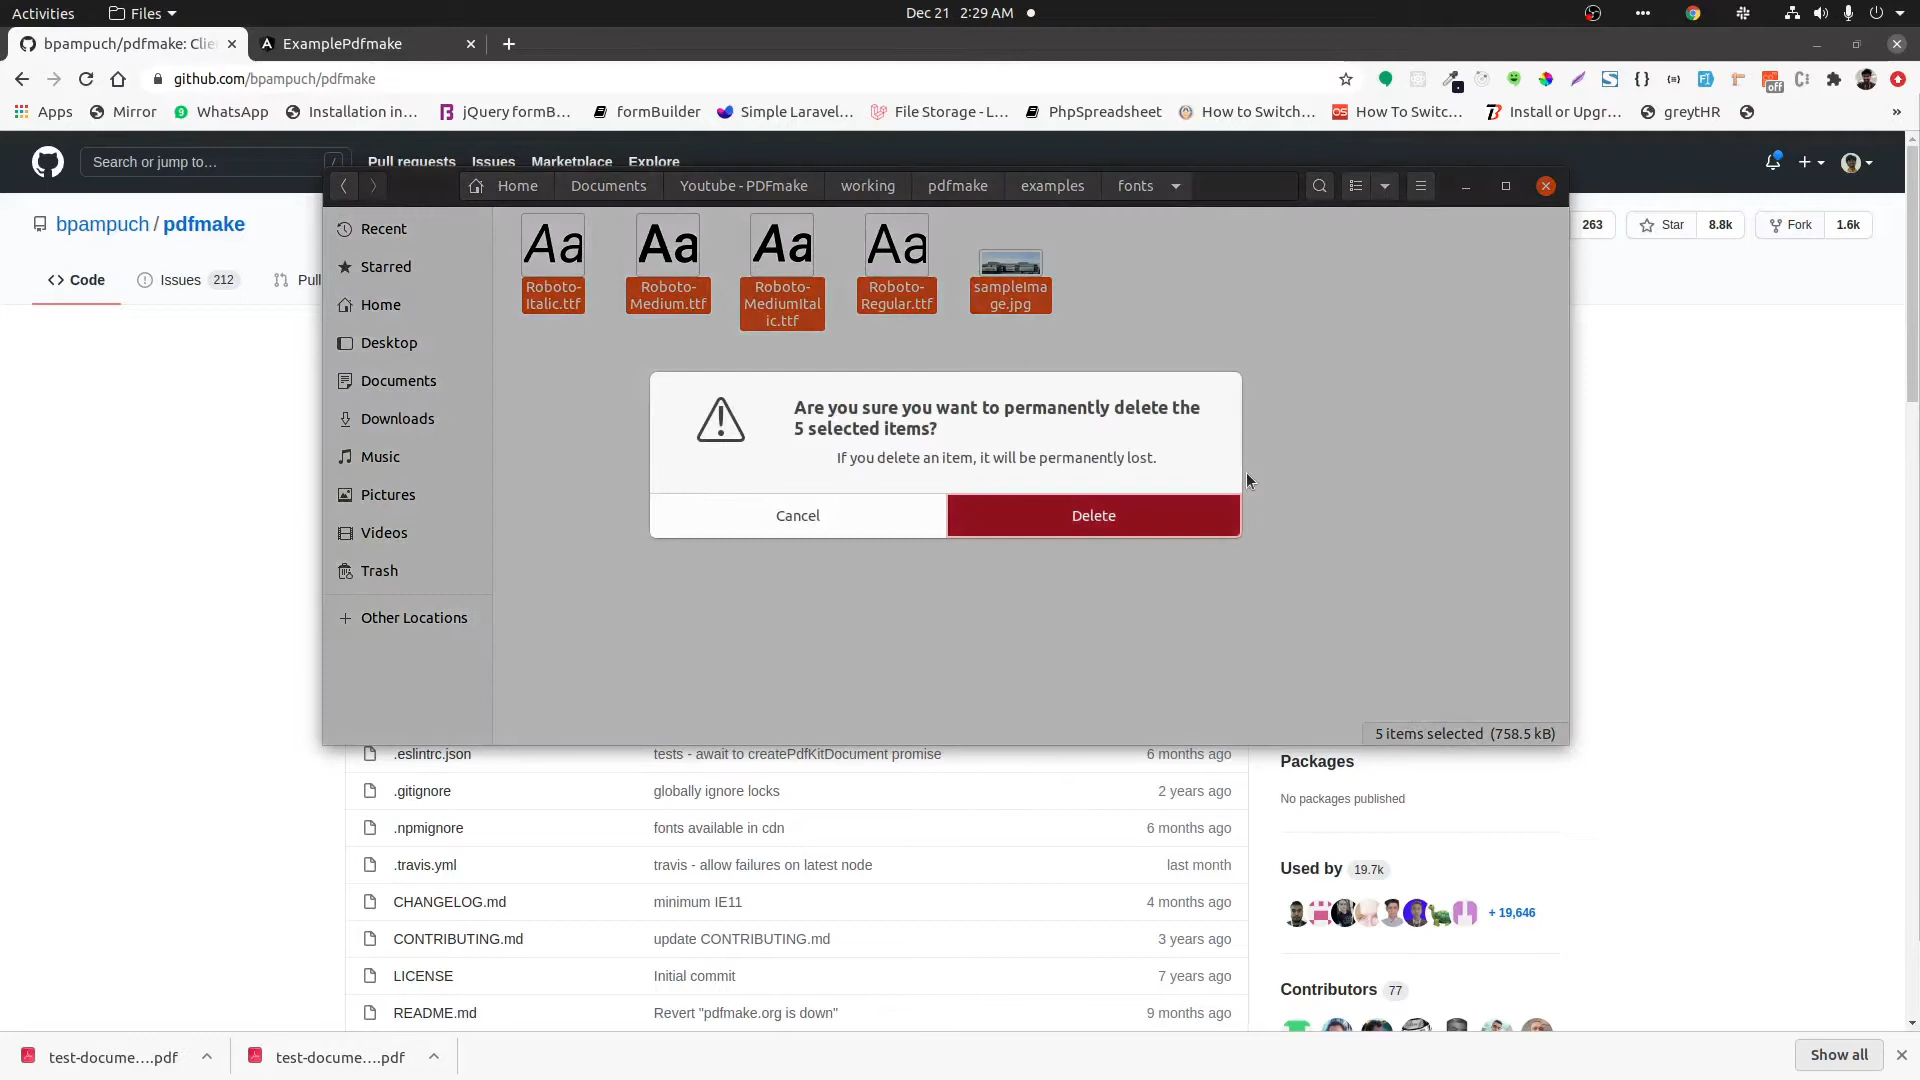 Activities Files Dec 21 2:29 AM
bpampuch/pdfmake: Clie ExamplePdfmake
github.com/bpampuch/pdfmake
Apps Mirror WhatsApp Installation in… jQuery formB… formBuilder Simple Laravel… File Storage - L… PhpSpreadsheet How to Switch… How To Switc… Install or Upgr… greytHR »
Search or jump to… / Pull requests Issues Marketplace Explore
Home Documents Youtube - PDFmake working pdfmake examples fonts
bpampuch / pdfmake 263 Star 8.8k Fork 1.6k
Code Issues 212 Pull
Recent
Starred
Home
Desktop
Documents
Downloads
Music
Pictures
Videos
Trash
Other Locations
Aa Aa Aa Aa
Roboto-Italic.ttf
Roboto-Medium.ttf
Roboto-MediumItalic.ttf
Roboto-Regular.ttf
sampleImage.jpg
Are you sure you want to permanently delete the
5 selected items?
If you delete an item, it will be permanently lost.
Cancel Delete
5 items selected (758.5 kB)
.eslintrc.json tests - await to createPdfKitDocument promise 6 months ago
.gitignore globally ignore locks 2 years ago
.npmignore fonts available in cdn 6 months ago
.travis.yml travis - allow failures on latest node last month
CHANGELOG.md minimum IE11 4 months ago
CONTRIBUTING.md update CONTRIBUTING.md 3 years ago
LICENSE Initial commit 7 years ago
README.md Revert "pdfmake.org is down" 9 months ago
Packages
No packages published
Used by 19.7k
+ 19,646
Contributors 77
test-docume….pdf test-docume….pdf Show all